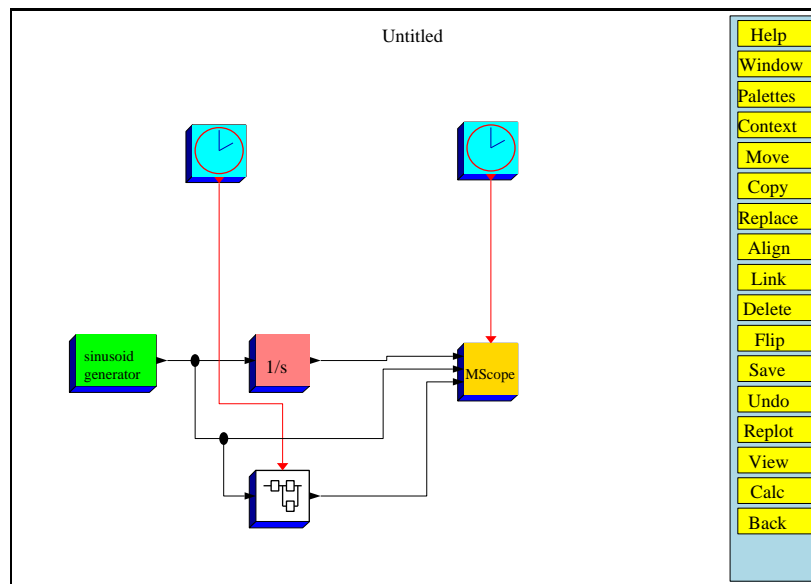 Untitled
sinusoid
generator
1/s
MScope
Help
Window
Palettes
Context
Move
Copy
Replace
Align
Link
Delete
Flip
Save
Undo
Replot
View
Calc
Back